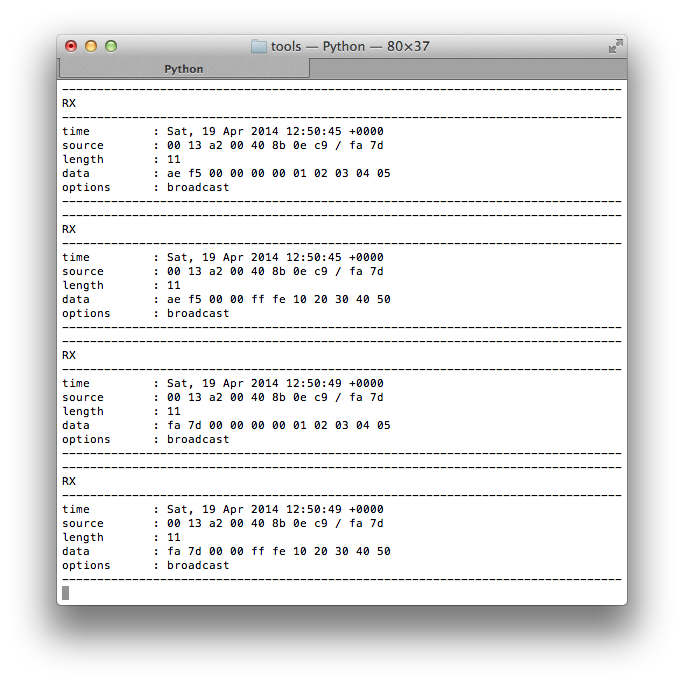 tools — Python — 80×37
Python
--------------------------------------------------------------------------------
RX
--------------------------------------------------------------------------------
time         : Sat, 19 Apr 2014 12:50:45 +0000
source       : 00 13 a2 00 40 8b 0e c9 / fa 7d
length       : 11
data         : ae f5 00 00 00 00 01 02 03 04 05
options      : broadcast
--------------------------------------------------------------------------------
--------------------------------------------------------------------------------
RX
--------------------------------------------------------------------------------
time         : Sat, 19 Apr 2014 12:50:45 +0000
source       : 00 13 a2 00 40 8b 0e c9 / fa 7d
length       : 11
data         : ae f5 00 00 ff fe 10 20 30 40 50
options      : broadcast
--------------------------------------------------------------------------------
--------------------------------------------------------------------------------
RX
--------------------------------------------------------------------------------
time         : Sat, 19 Apr 2014 12:50:49 +0000
source       : 00 13 a2 00 40 8b 0e c9 / fa 7d
length       : 11
data         : fa 7d 00 00 00 00 01 02 03 04 05
options      : broadcast
--------------------------------------------------------------------------------
--------------------------------------------------------------------------------
RX
--------------------------------------------------------------------------------
time         : Sat, 19 Apr 2014 12:50:49 +0000
source       : 00 13 a2 00 40 8b 0e c9 / fa 7d
length       : 11
data         : fa 7d 00 00 ff fe 10 20 30 40 50
options      : broadcast
--------------------------------------------------------------------------------